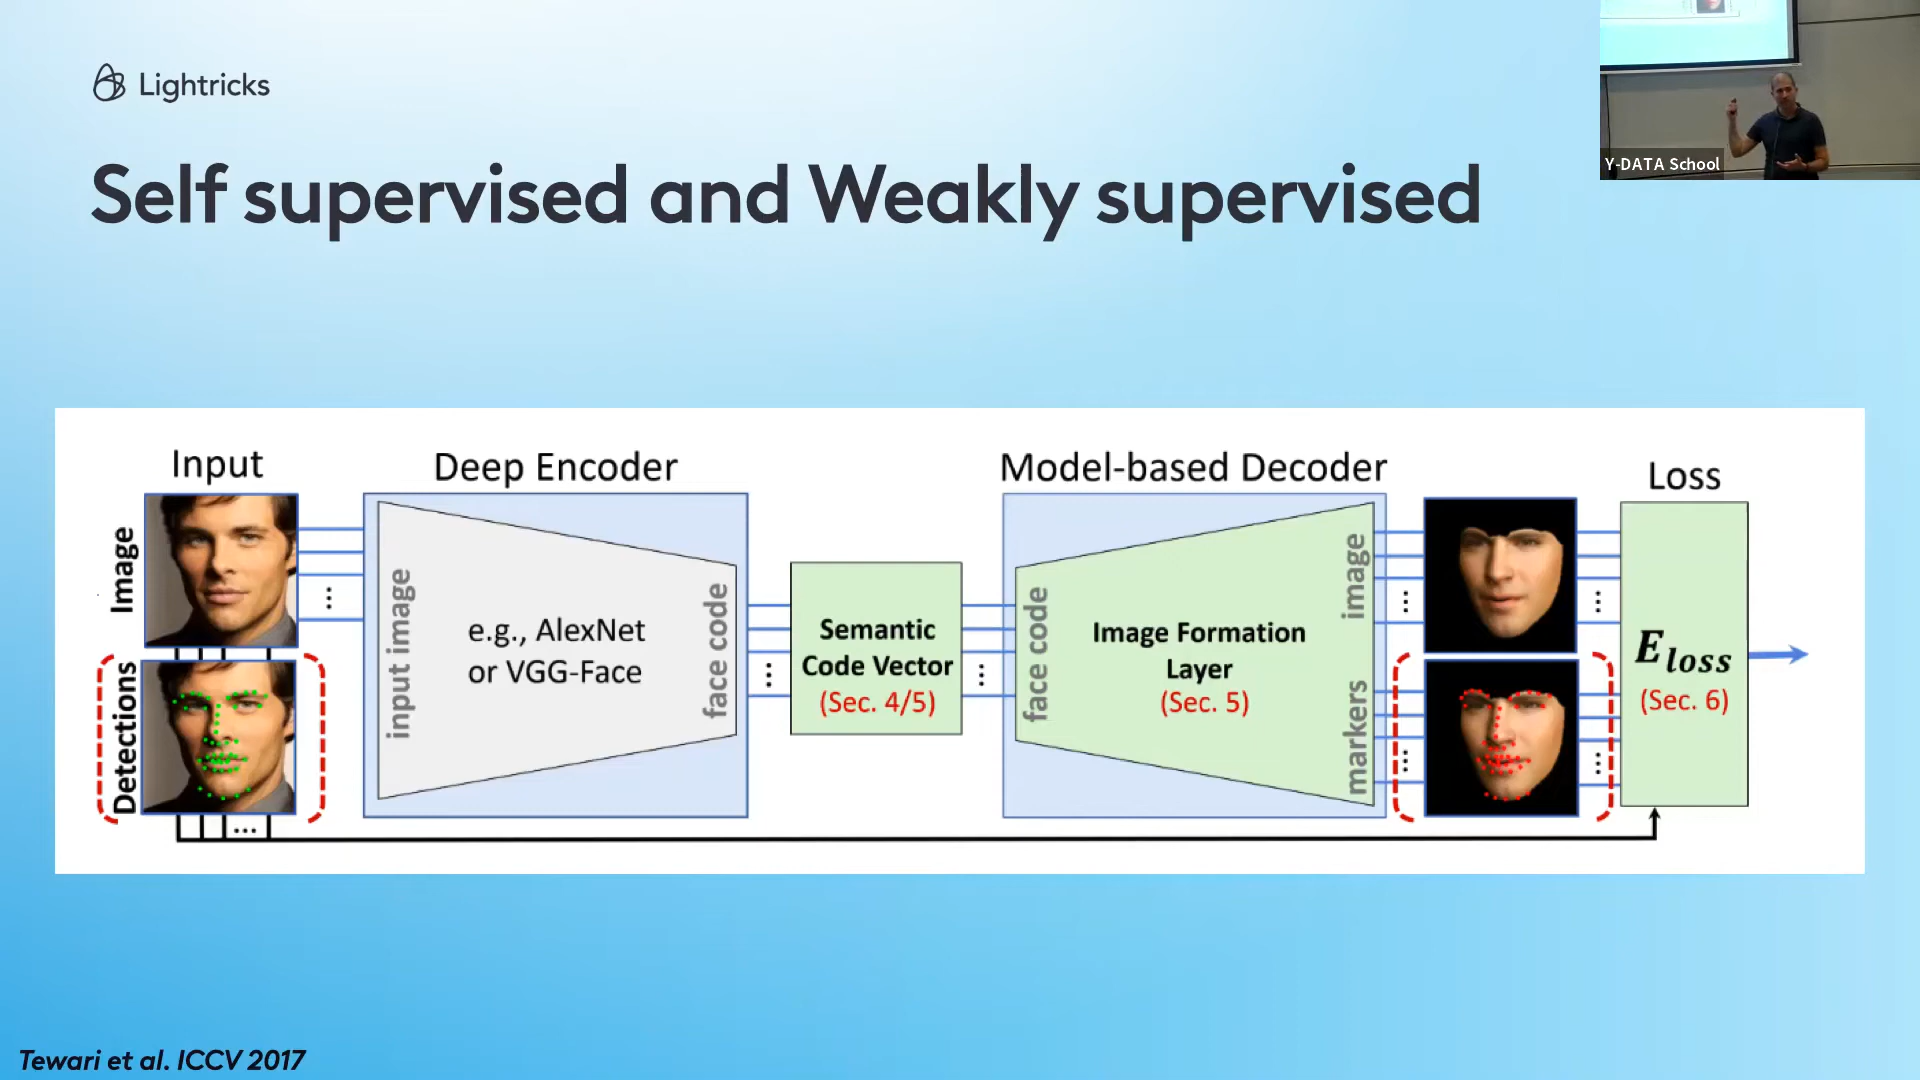 Lightricks
Self supervised and Weakly supervised
Y-DATA School
Input
Deep Encoder
Model-based Decoder
Loss
Image
Detections
input image
e.g., AlexNet
or VGG-Face
face code
Semantic
Code Vector
(Sec. 4/5)
face code
Image Formation
Layer
(Sec. 5)
image
markers
E_loss
(Sec. 6)
Tewari et al. ICCV 2017